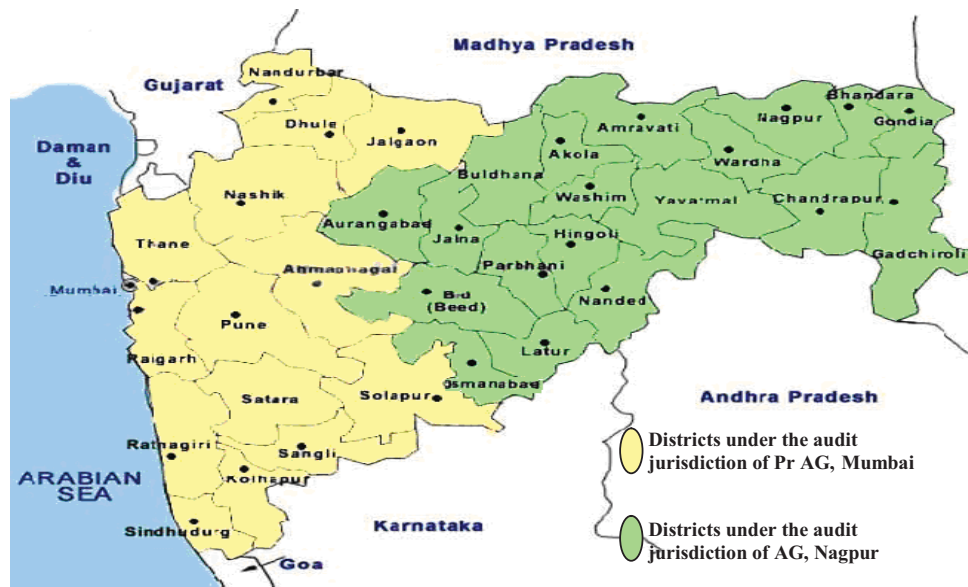 Madhya Pradesh
Gujarat
Nandurbar
Dhule
Jalgaon
Daman
&
Diu
Nashik
Thane
Mumbai
Ahmadnagar
Pune
Raigarh
Satara
Solapur
Ratnagiri
Sangli
Kolhapur
Sindhudurg
ARABIAN
SEA
Goa
Karnataka
Buldhana
Akola
Amravati
Washim
Nagpur
Wardha
Bhandara
Gondia
Yavatmal
Chandrapur
Gadchiroli
Aurangabad
Jalna
Hingoli
Parbhani
Bid
(Beed)
Nanded
Latur
Osmanabad
Andhra Pradesh
Districts under the audit
jurisdiction of Pr AG, Mumbai
Districts under the audit
jurisdiction of AG, Nagpur